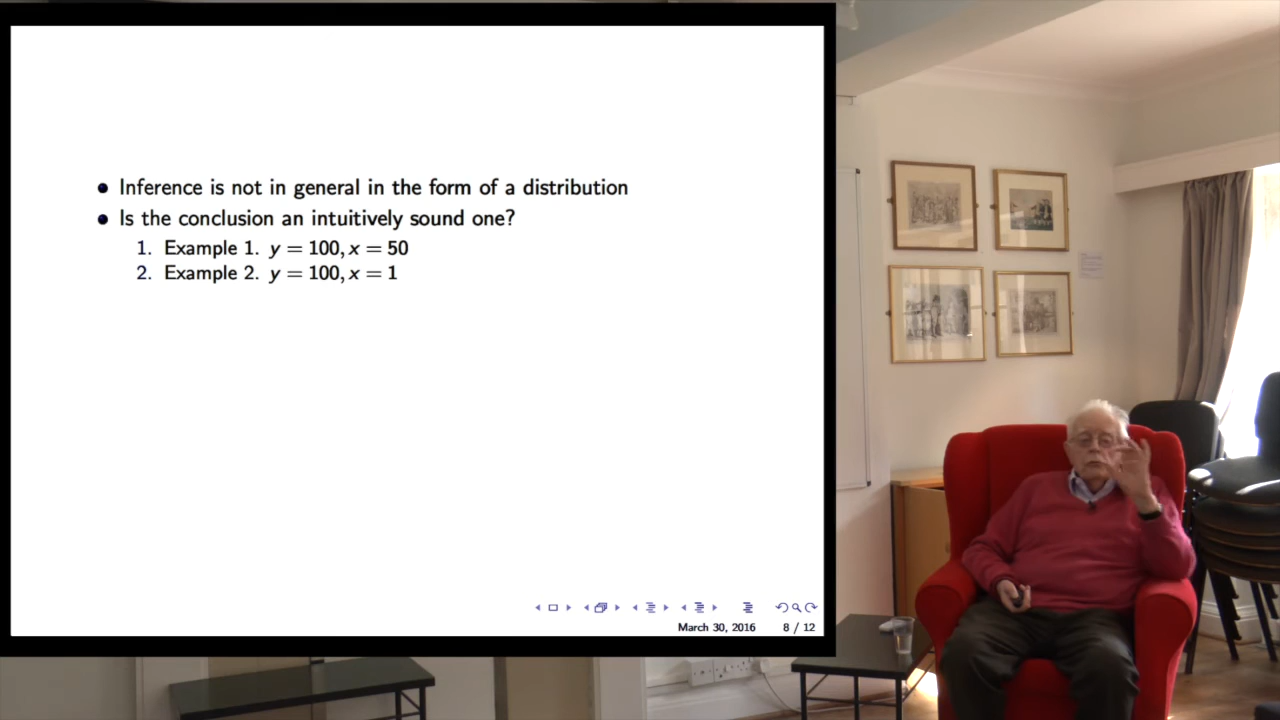 • Inference is not in general in the form of a distribution
• Is the conclusion an intuitively sound one?
1. Example 1. y = 100, x = 50
2. Example 2. y = 100, x = 1
March 30, 2016 8 / 12